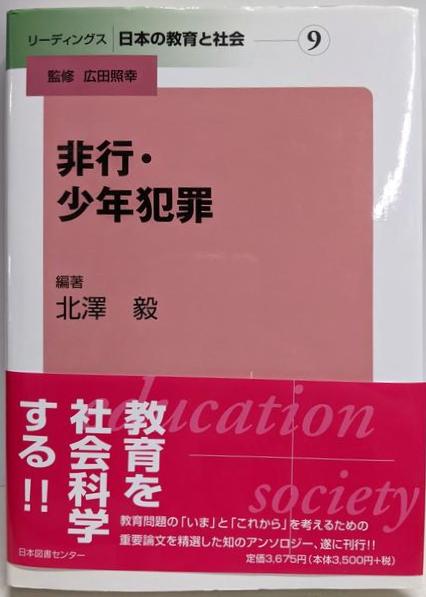 リーディングス 日本の教育と社会 ⑨
監修 広田照幸
非行・
少年犯罪
編著
北澤 毅
education
society
教育を
社会科学
する!!
教育問題の「いま」と「これから」を考えるための
重要論文を精選した知のアンソロジー、遂に刊行!!
日本図書センター
定価3,675円(本体3,500円+税)